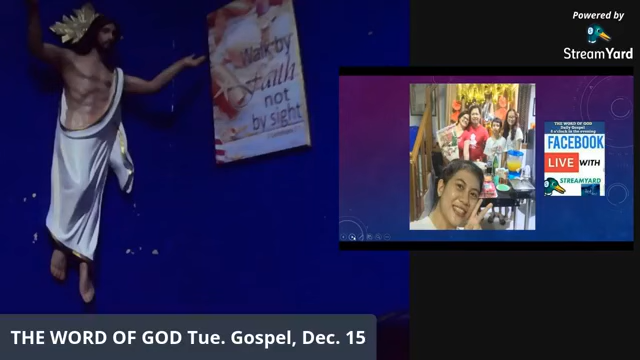 Powered by
StreamYard
Walk by
Faith
not
by sight
THE WORD OF GOD
Daily Gospel
FACEBOOK
LIVE WITH
STREAMYARD
THE WORD OF GOD Tue. Gospel, Dec. 15